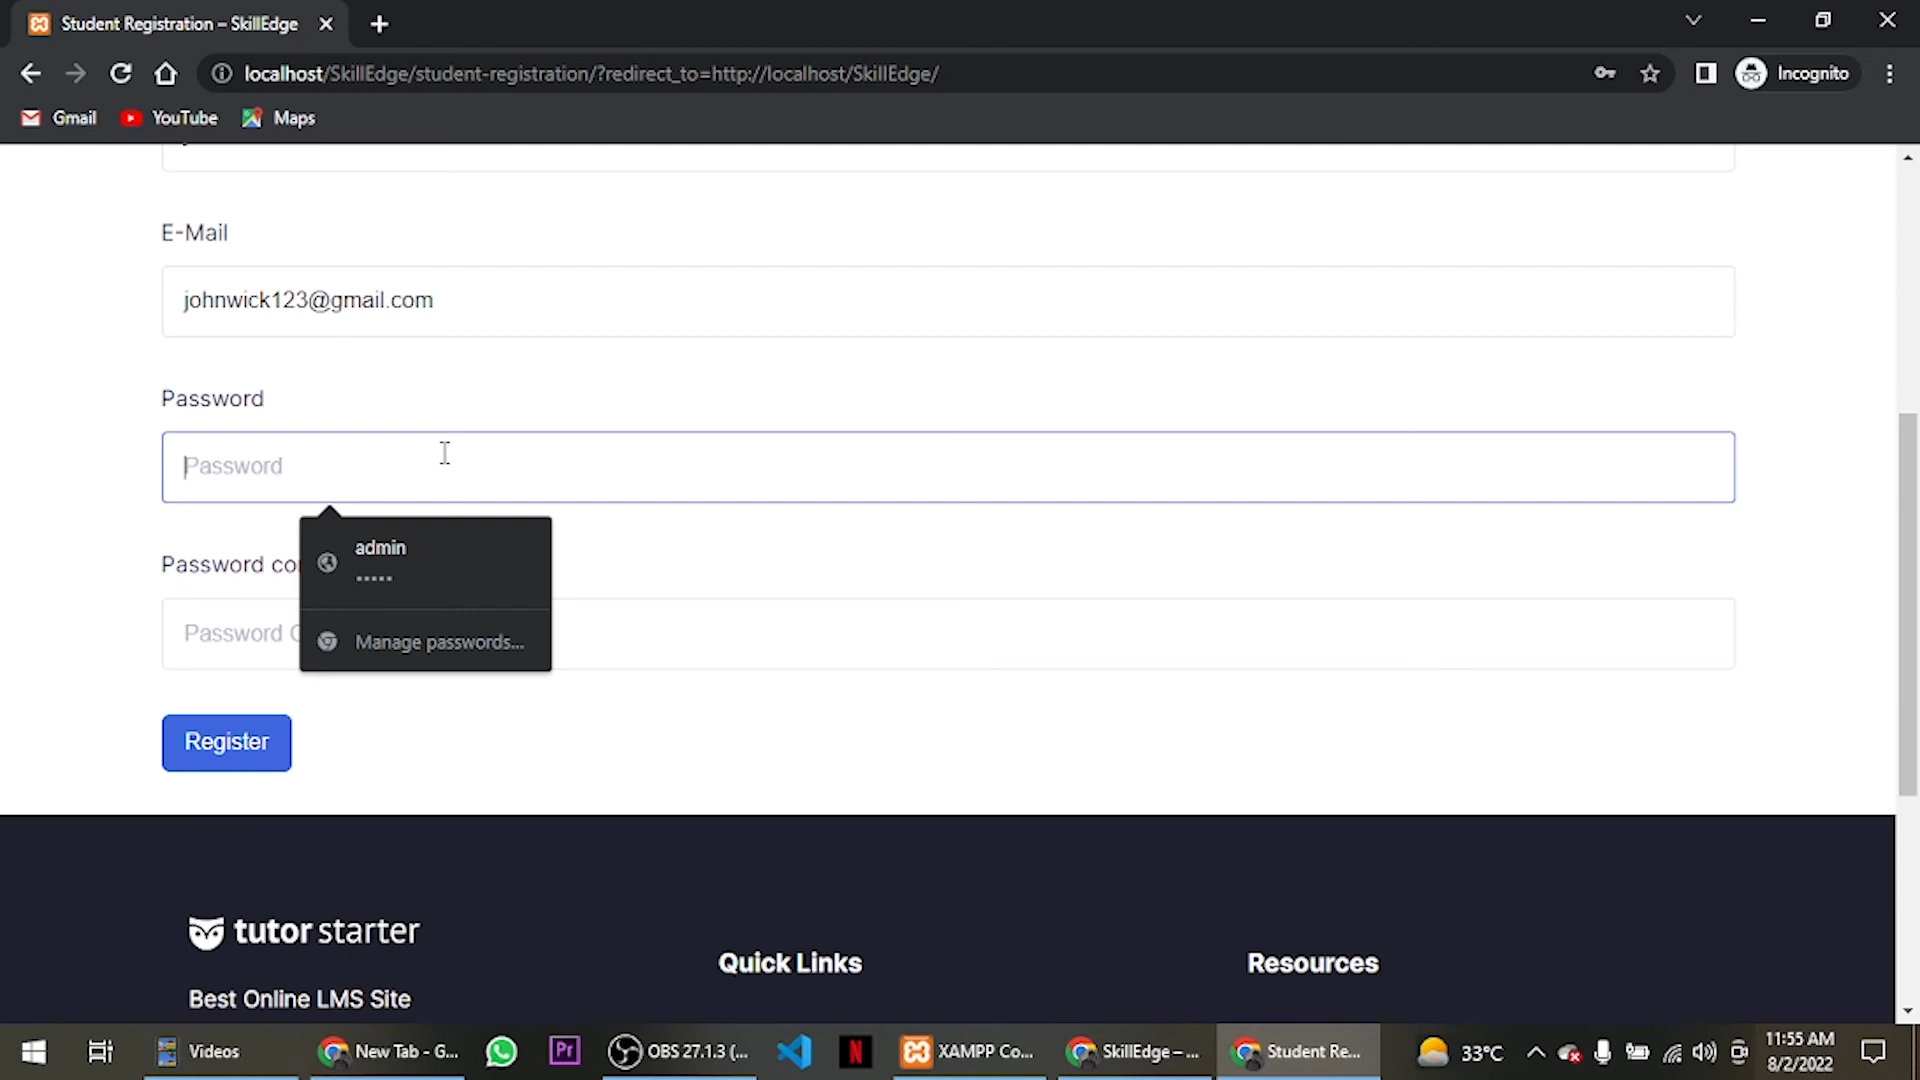 Student Registration – SkillEdge
localhost/SkillEdge/student-registration/?redirect_to=http://localhost/SkillEdge/
Incognito
Gmail
YouTube
Maps
E-Mail
johnwick123@gmail.com
Password
Password
admin
•••••
Password co
Password C
Manage passwords...
Register
tutor starter
Quick Links
Resources
Best Online LMS Site
Videos
New Tab - G...
Pr
OBS 27.1.3 (...
N
XAMPP Co...
SkillEdge – ...
Student Re...
33°C
11:55 AM
8/2/2022